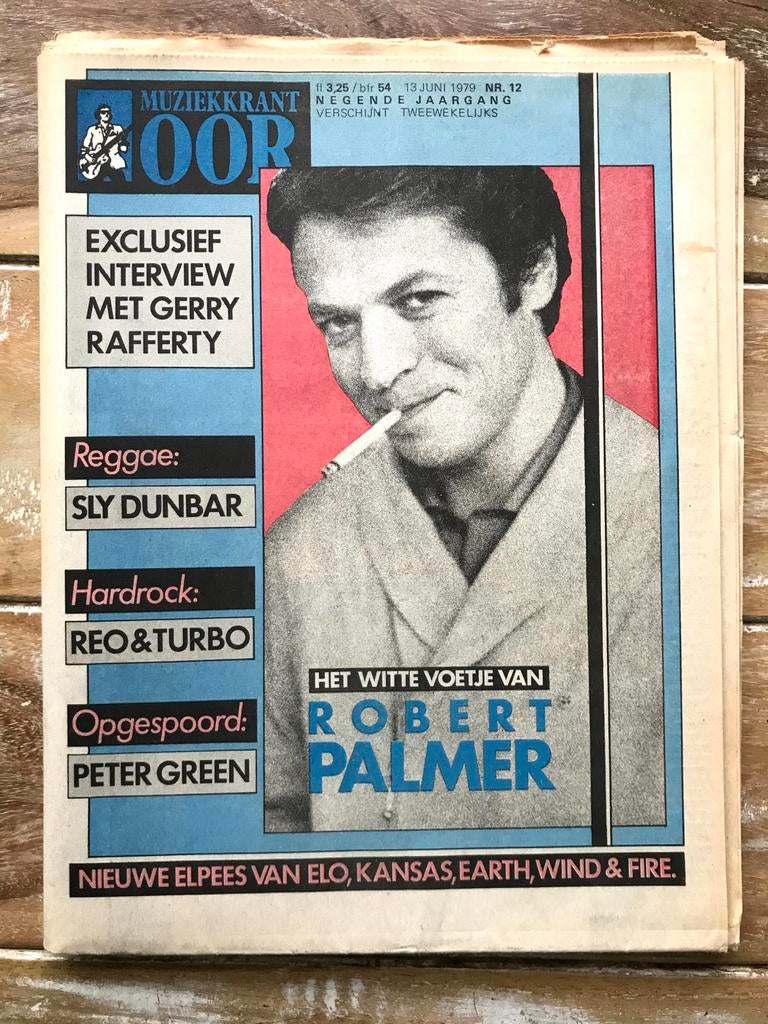 MUZIEKKRANT
OOR
fl 3,25 / bfr 54 13 JUNI 1979 NR. 12
NEGENDE JAARGANG
VERSCHIJNT TWEEWEKELIJKS
EXCLUSIEF
INTERVIEW
MET GERRY
RAFFERTY
Reggae:
SLY DUNBAR
Hardrock:
REO&TURBO
Opgespoord:
PETER GREEN
HET WITTE VOETJE VAN
ROBERT
PALMER
NIEUWE ELPEES VAN ELO, KANSAS, EARTH, WIND & FIRE.